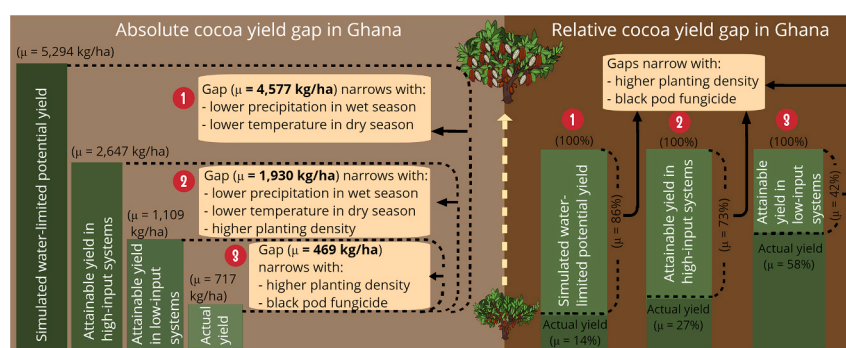 Absolute cocoa yield gap in Ghana
(μ = 5,294 kg/ha)
Simulated water-limited potential yield
1
Gap (μ = 4,577 kg/ha) narrows with:
- lower precipitation in wet season
- lower temperature in dry season
(μ = 2,647 kg/ha)
Attainable yield in
high-input systems
2
Gap (μ = 1,930 kg/ha) narrows with:
- lower precipitation in wet season
- lower temperature in dry season
- higher planting density
(μ = 1,109
kg/ha)
Attainable yield
in low-input
systems
3
Gap (μ = 469 kg/ha)
narrows with:
- higher planting density
- black pod fungicide
(μ = 717
kg/ha)
Actual
yield
Relative cocoa yield gap in Ghana
Gaps narrow with:
- higher planting density
- black pod fungicide
1
(100%)
Simulated water-
limited potential yield
(μ = 86%)
Actual yield
(μ = 14%)
2
(100%)
Attainable yield in
high-input systems
(μ = 73%)
Actual yield
(μ = 27%)
3
(100%)
Attainable
yield in
low-input
systems
(μ = 42%)
Actual yield
(μ = 58%)